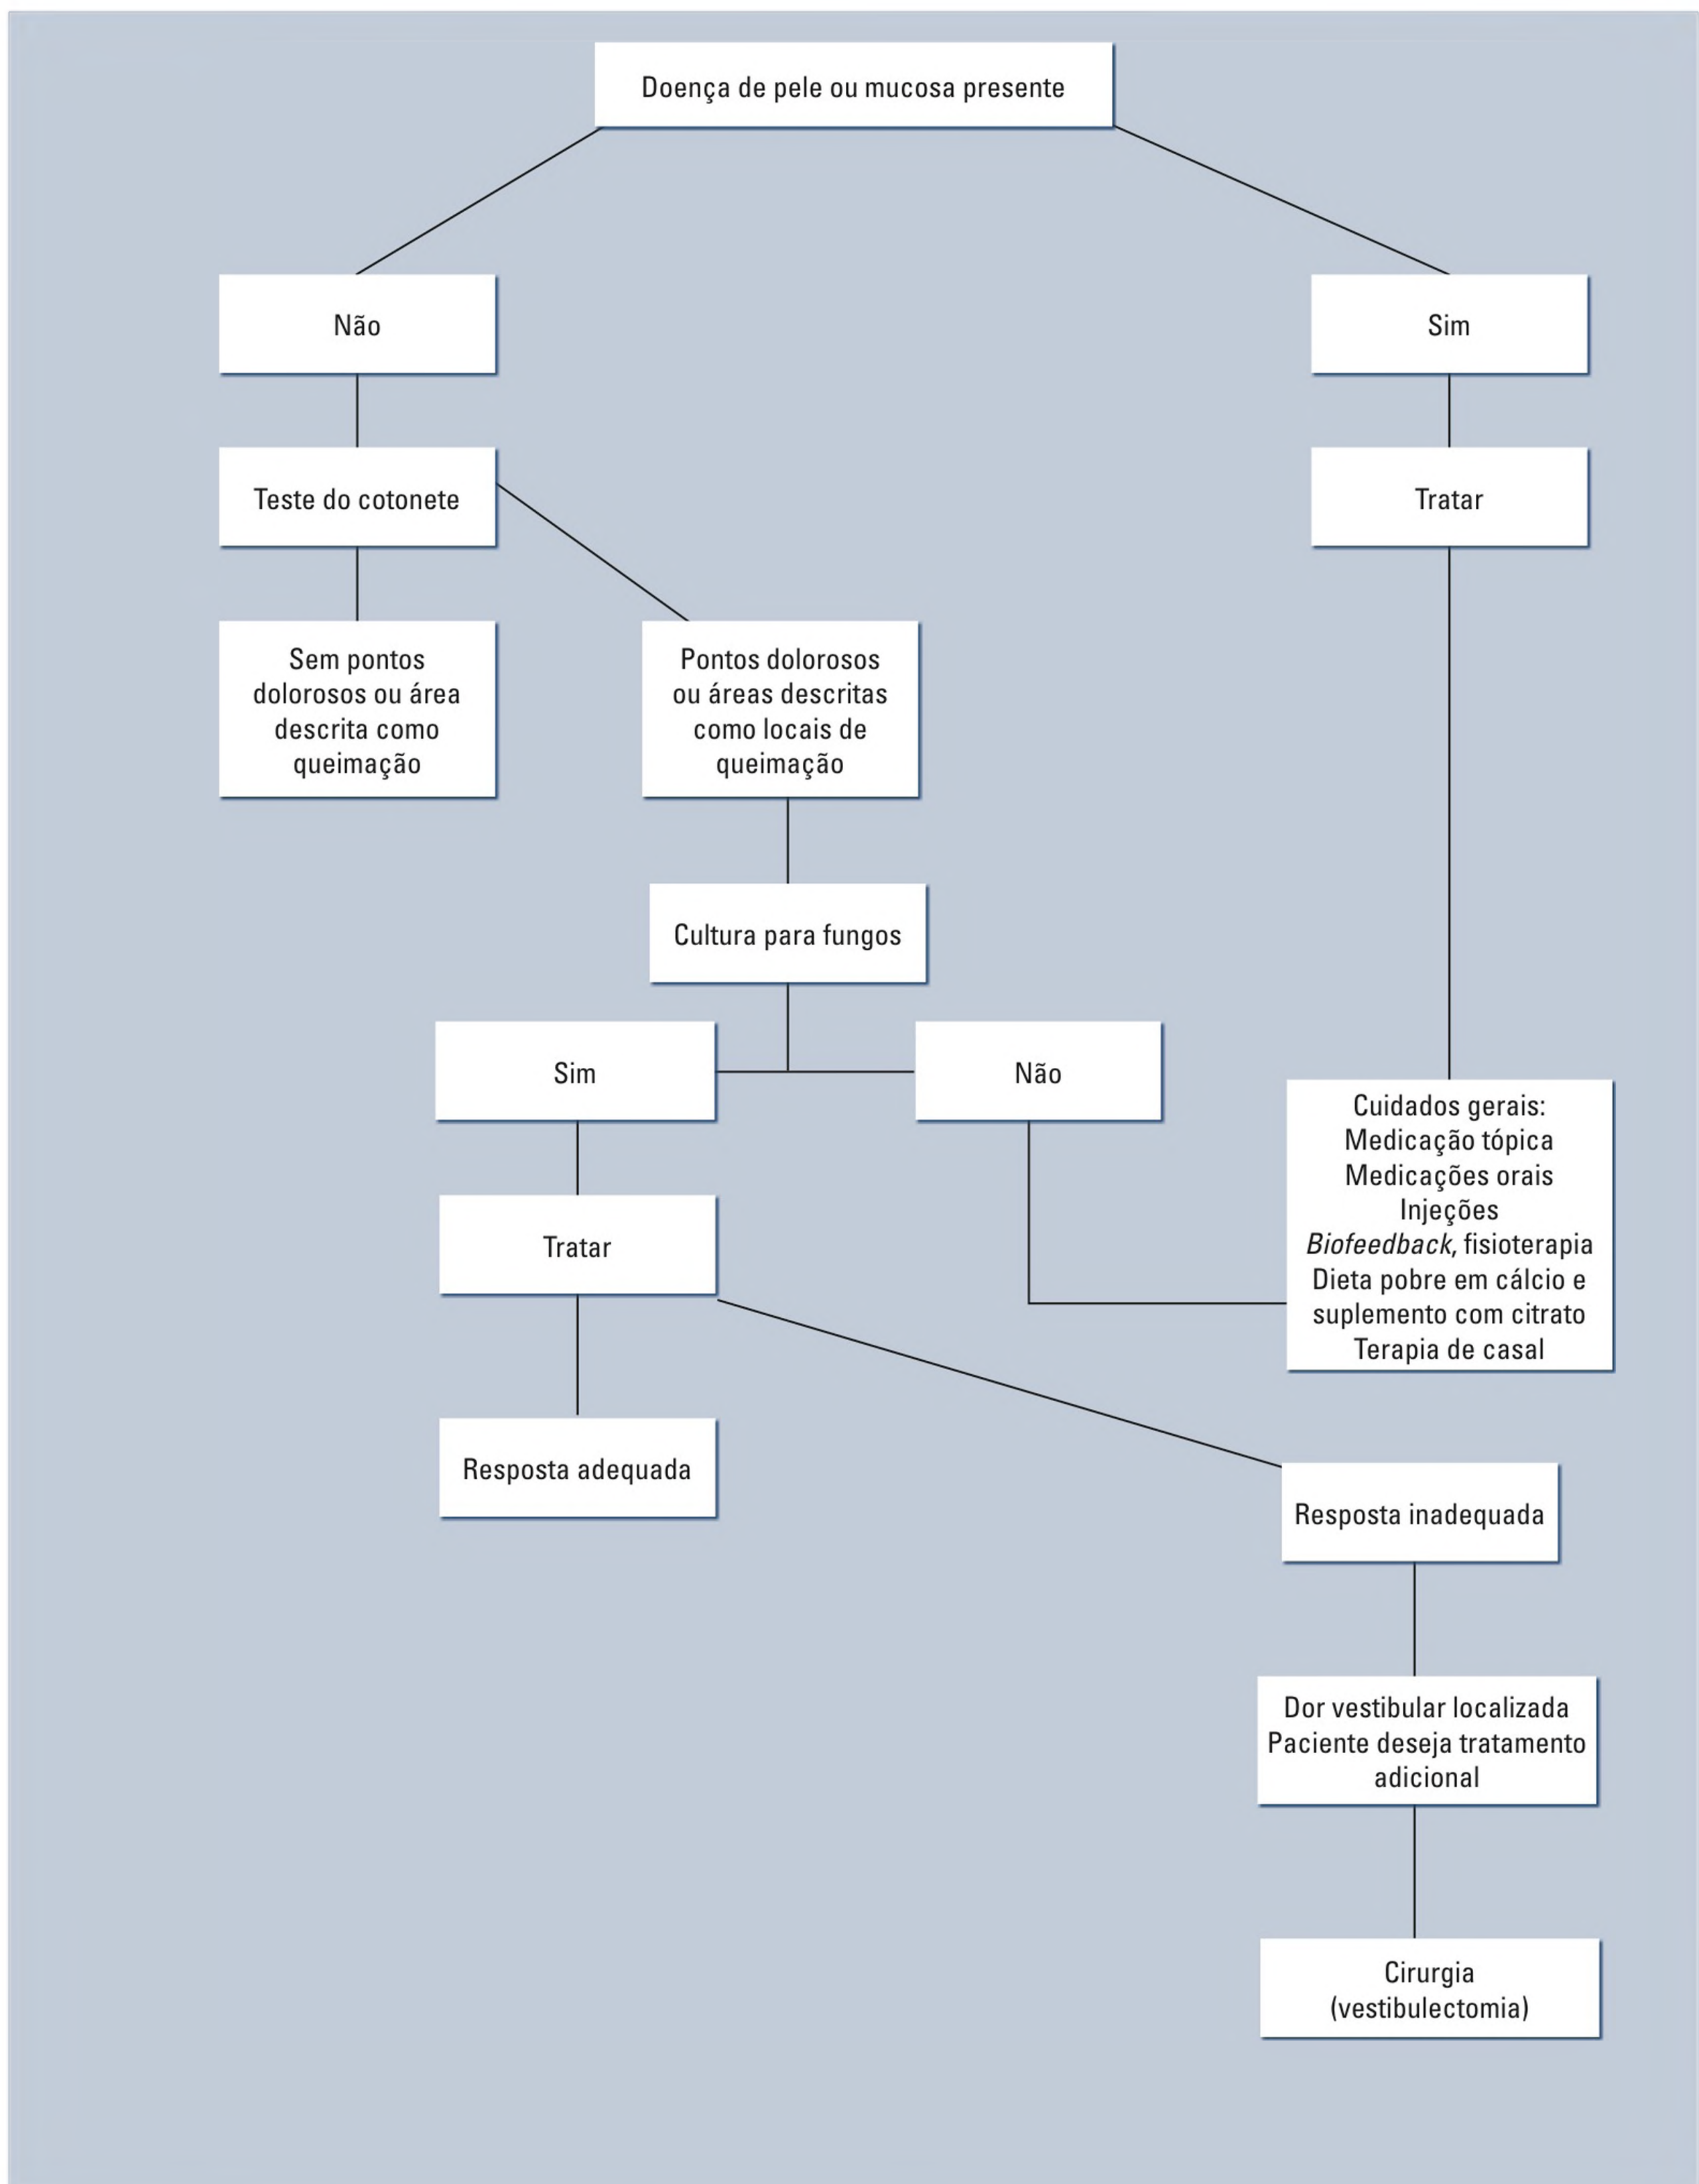 Doença de pele ou mucosa presente
Não
Sim
Teste do cotonete
Tratar
Sem pontos
dolorosos ou área
descrita como
queimação
Pontos dolorosos
ou áreas descritas
como locais de
queimação
Cultura para fungos
Sim
Não
Cuidados gerais:
Medicação tópica
Medicações orais
Injeções
Biofeedback, fisioterapia
Dieta pobre em cálcio e
suplemento com citrato
Terapia de casal
Tratar
Resposta adequada
Resposta inadequada
Dor vestibular localizada
Paciente deseja tratamento
adicional
Cirurgia
(vestibulectomia)